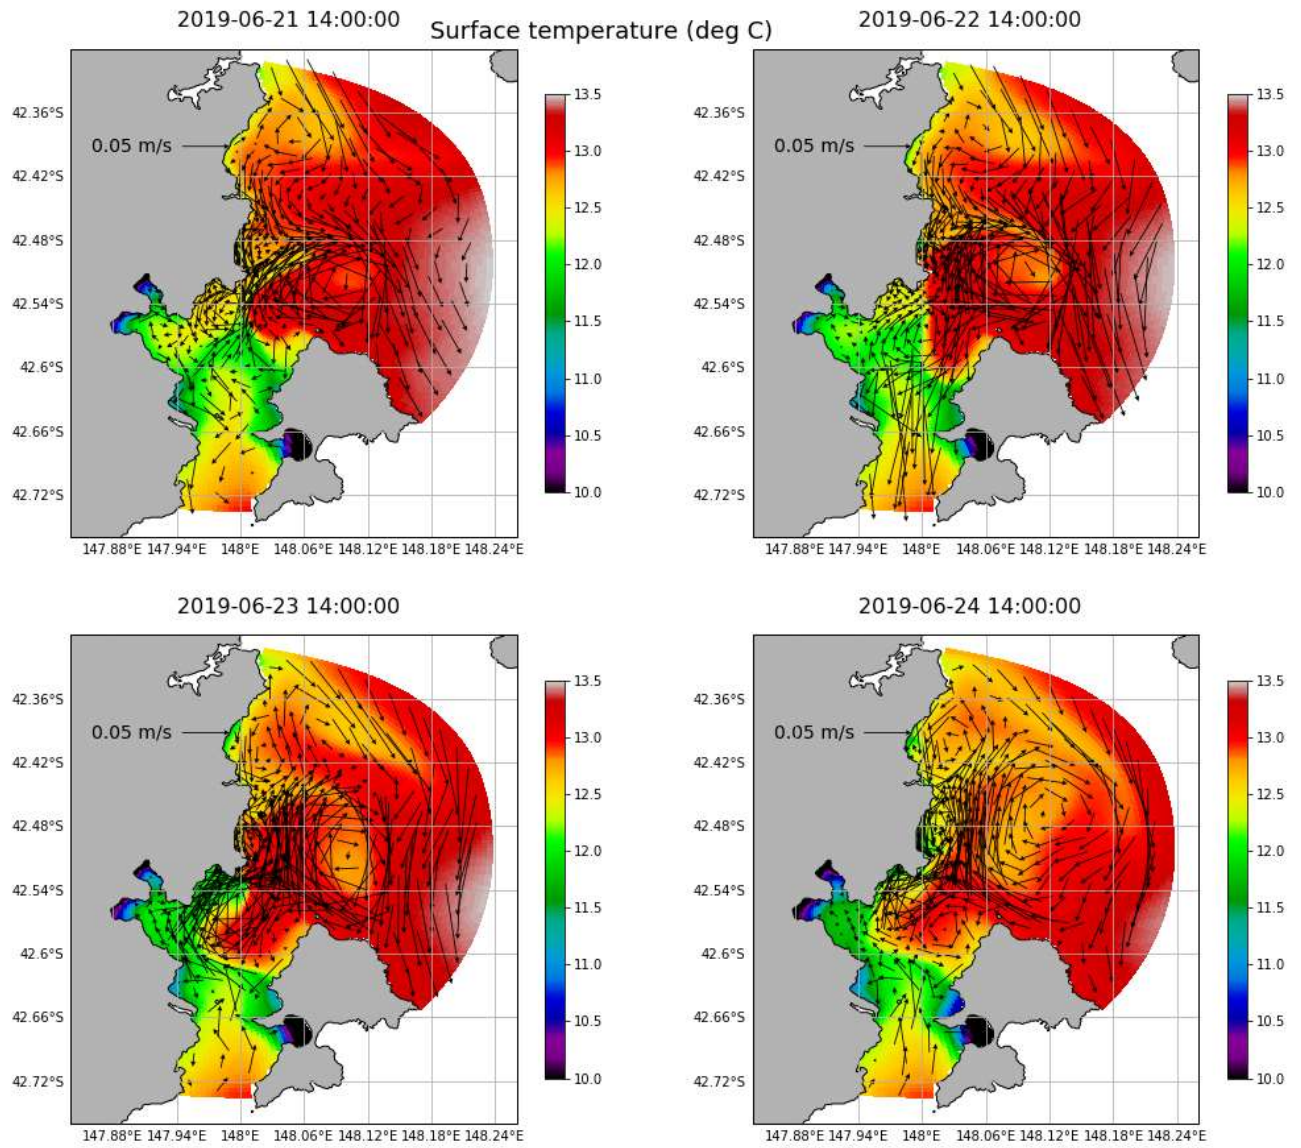 Surface temperature (deg C)
2019-06-21 14:00:00
42.36°S
42.42°S
42.48°S
42.54°S
42.6°S
42.66°S
42.72°S
0.05 m/s
147.88°E 147.94°E 148°E 148.06°E 148.12°E 148.18°E 148.24°E
13.5
13.0
12.5
12.0
11.5
11.0
10.5
10.0
2019-06-22 14:00:00
42.36°S
42.42°S
42.48°S
42.54°S
42.6°S
42.66°S
42.72°S
0.05 m/s
147.88°E 147.94°E 148°E 148.06°E 148.12°E 148.18°E 148.24°E
13.5
13.0
12.5
12.0
11.5
11.0
10.5
10.0
2019-06-23 14:00:00
42.36°S
42.42°S
42.48°S
42.54°S
42.6°S
42.66°S
42.72°S
0.05 m/s
147.88°E 147.94°E 148°E 148.06°E 148.12°E 148.18°E 148.24°E
13.5
13.0
12.5
12.0
11.5
11.0
10.5
10.0
2019-06-24 14:00:00
42.36°S
42.42°S
42.48°S
42.54°S
42.6°S
42.66°S
42.72°S
0.05 m/s
147.88°E 147.94°E 148°E 148.06°E 148.12°E 148.18°E 148.24°E
13.5
13.0
12.5
12.0
11.5
11.0
10.5
10.0